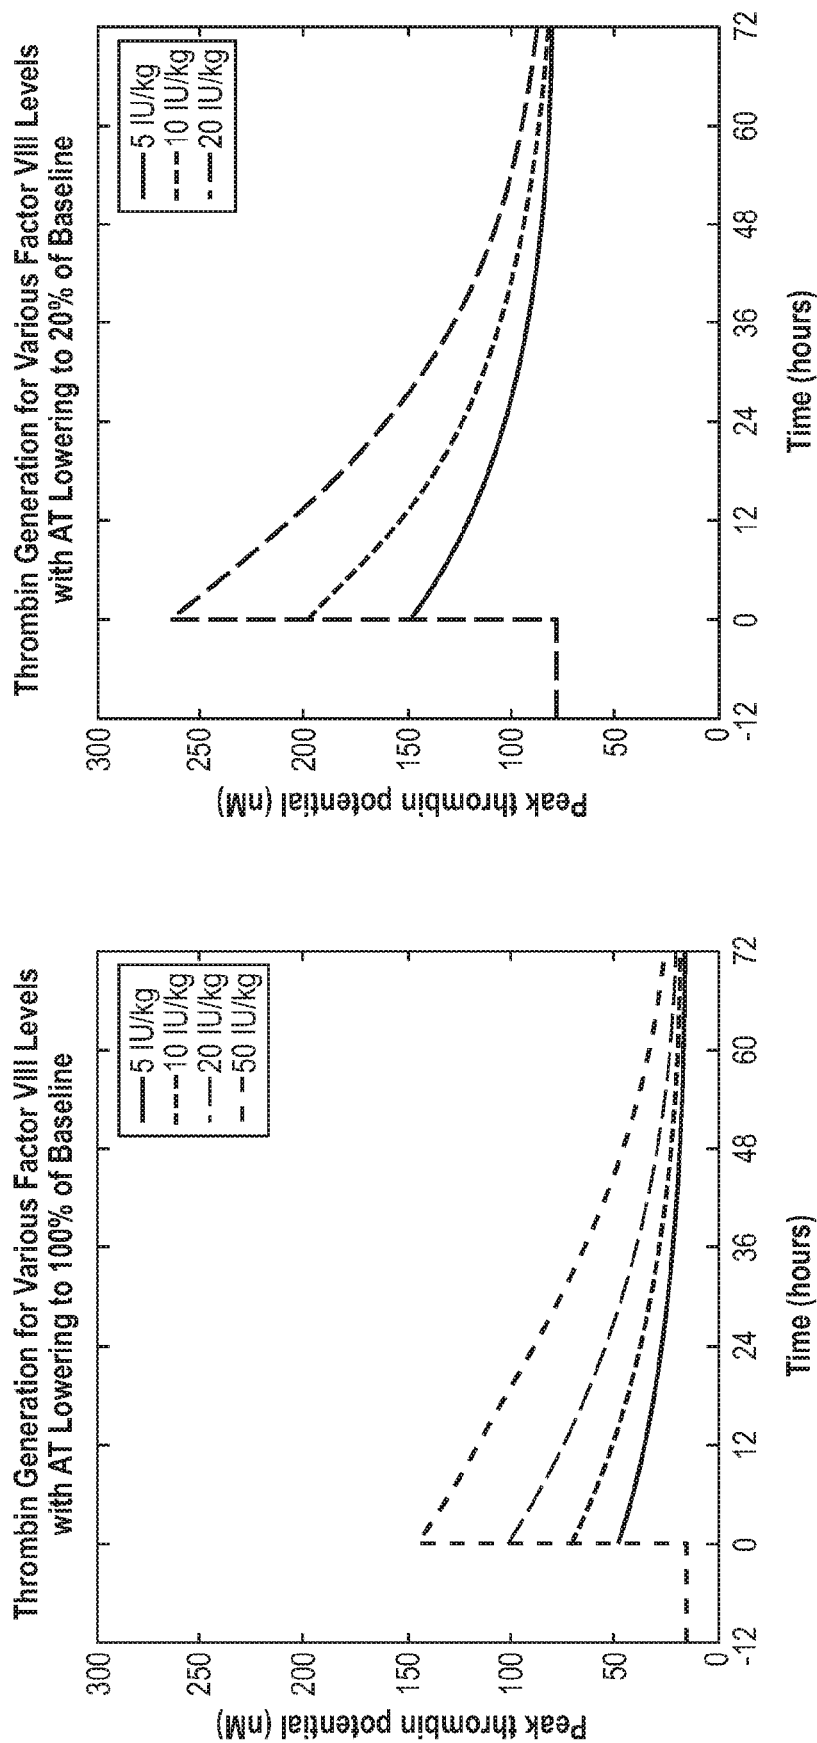 Thrombin Generation for Various Factor VIII Levels
with AT Lowering to 100% of Baseline
Peak thrombin potential (nM)
300
250
200
150
100
50
0
5 IU/kg
10 IU/kg
20 IU/kg
50 IU/kg
-12 0 12 24 36 48 60 72
Time (hours)
Thrombin Generation for Various Factor VIII Levels
with AT Lowering to 20% of Baseline
Peak thrombin potential (nM)
300
250
200
150
100
50
0
5 IU/kg
10 IU/kg
20 IU/kg
-12 0 12 24 36 48 60 72
Time (hours)